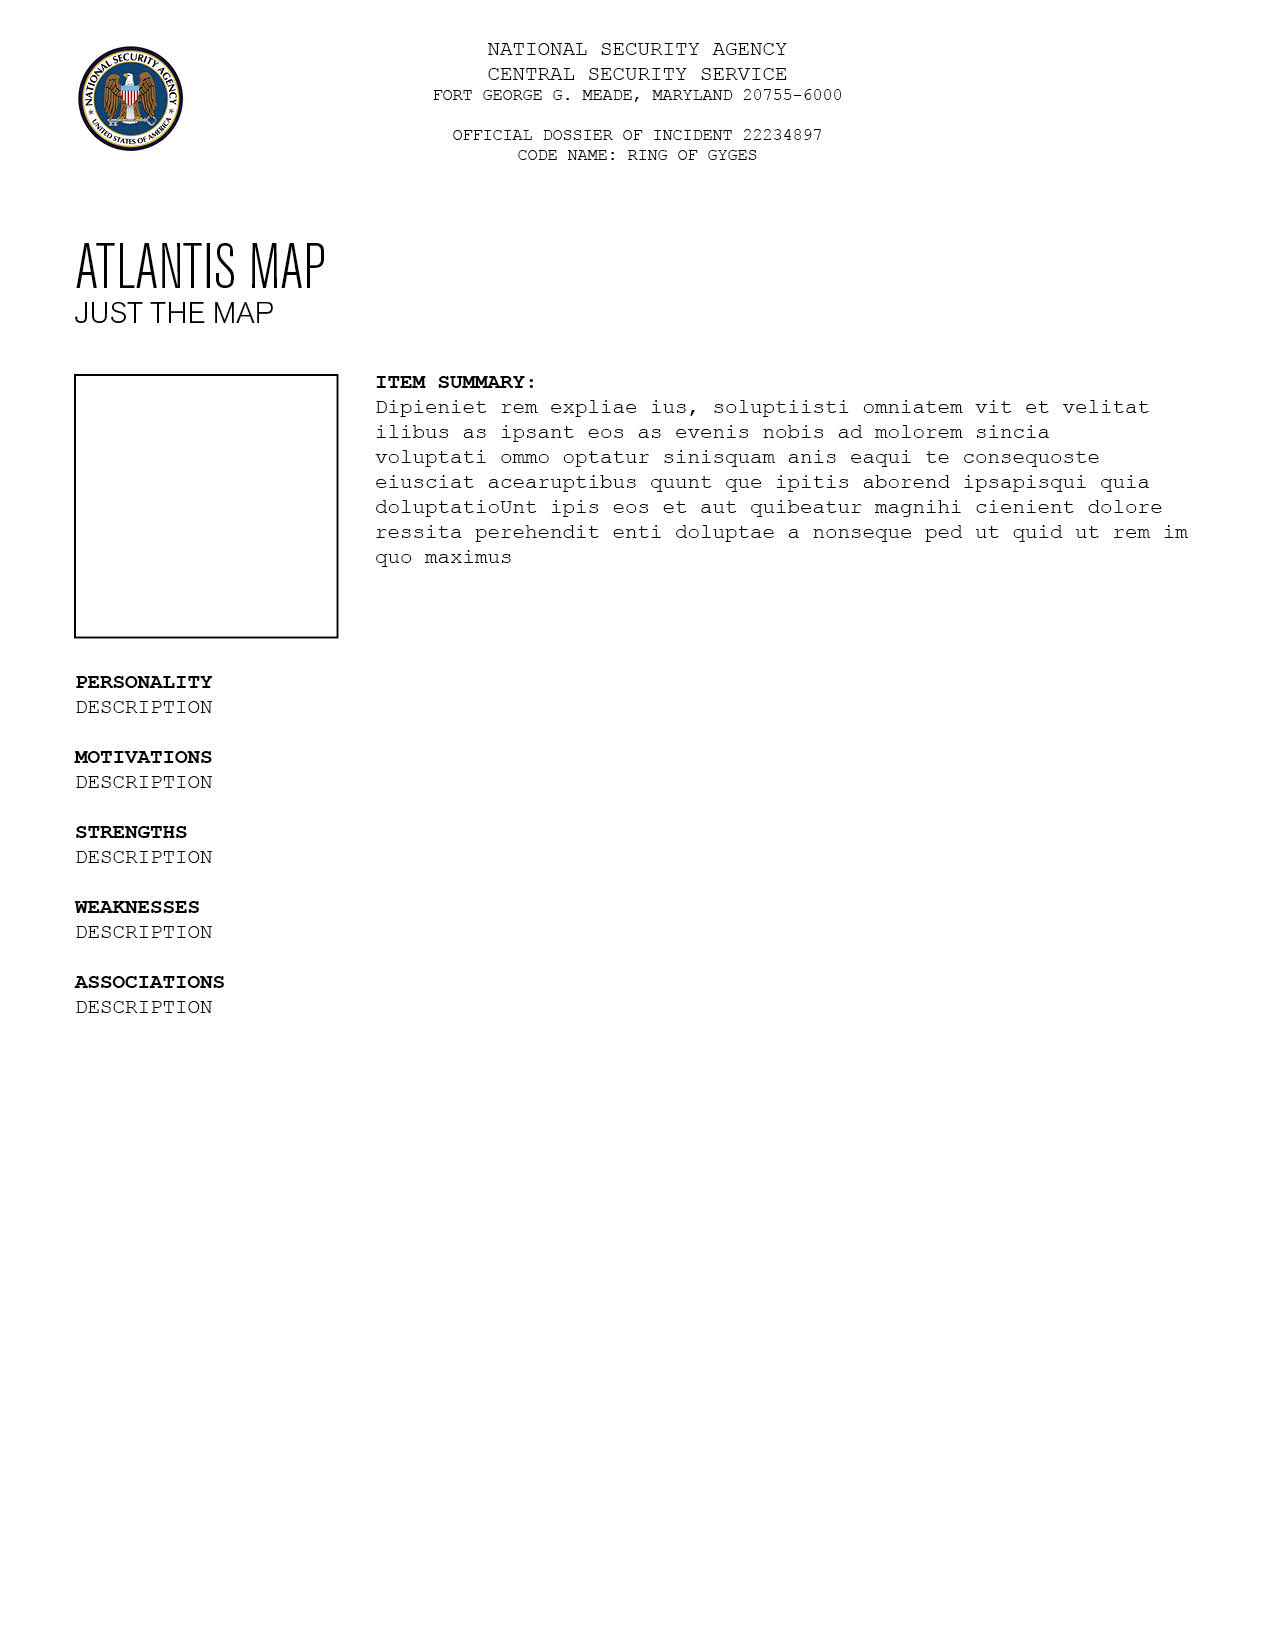 NATIONAL SECURITY AGENCY
CENTRAL SECURITY SERVICE
FORT GEORGE G. MEADE, MARYLAND 20755-6000
OFFICIAL DOSSIER OF INCIDENT 22234897
CODE NAME: RING OF GYGES
NATIONAL SECURITY AGENCY
UNITED STATES OF AMERICA
ATLANTIS MAP
JUST THE MAP
ITEM SUMMARY:
Dipieniet rem expliae ius, soluptiisti omniatem vit et velitat
ilibus as ipsant eos as evenis nobis ad molorem sincia
voluptati ommo optatur sinisquam anis eaqui te consequoste
eiusciat acearuptibus quunt que ipitis aborend ipsapisqui quia
doluptatioUnt ipis eos et aut quibeatur magnihi cienient dolore
ressita perehendit enti doluptae a nonseque ped ut quid ut rem im
quo maximus
PERSONALITY
DESCRIPTION
MOTIVATIONS
DESCRIPTION
STRENGTHS
DESCRIPTION
WEAKNESSES
DESCRIPTION
ASSOCIATIONS
DESCRIPTION